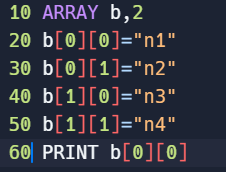 10 ARRAY b,2
20 b[0][0]="n1"
30 b[0][1]="n2"
40 b[1][0]="n3"
50 b[1][1]="n4"
60 PRINT b[0][0]